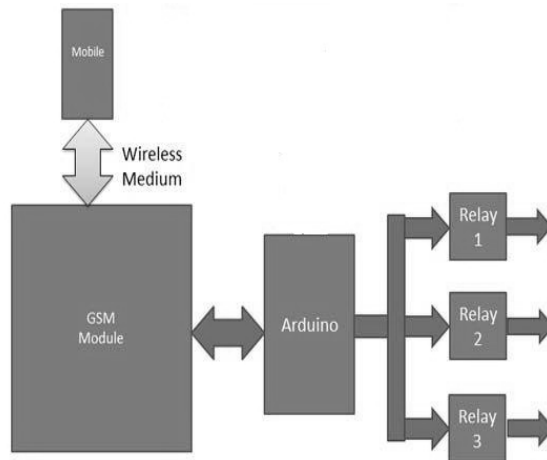 Mobile
Wireless
Medium
GSM
Module
Arduino
Relay
1
Relay
2
Relay
3